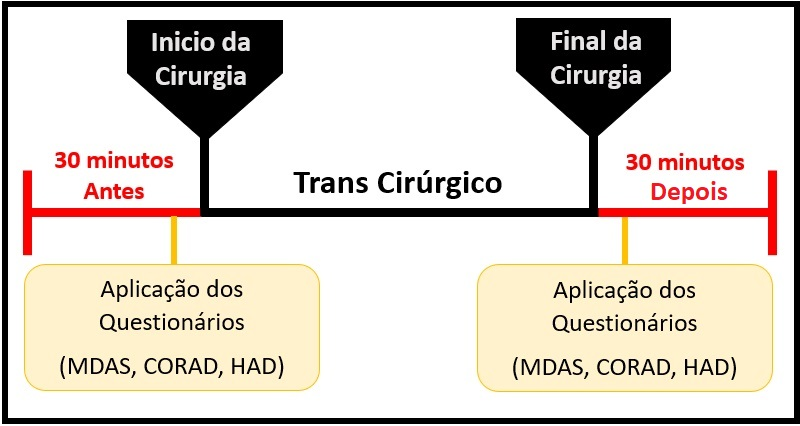 Inicio da
Cirurgia
Final da
Cirurgia
30 minutos
Antes
Trans Cirúrgico
30 minutos
Depois
Aplicação dos
Questionários
(MDAS, CORAD, HAD)
Aplicação dos
Questionários
(MDAS, CORAD, HAD)